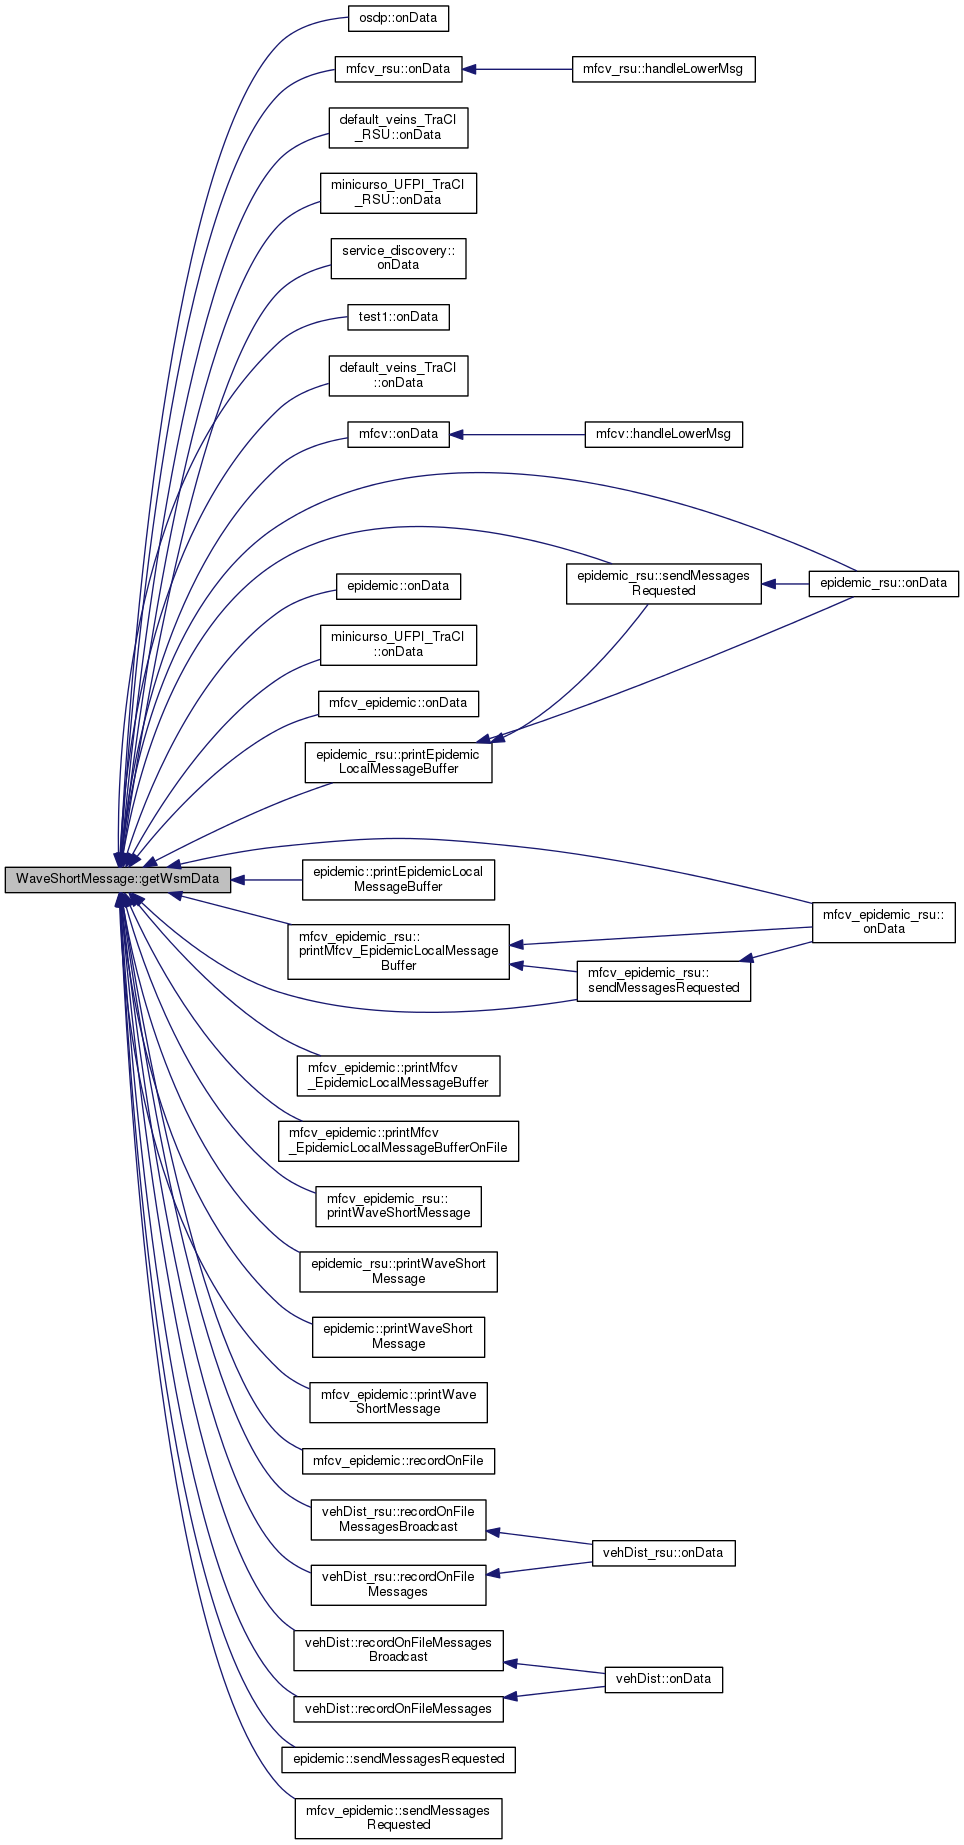 osdp::onData
mfcv_rsu::onData
mfcv_rsu::handleLowerMsg
default_veins_TraCI
_RSU::onData
minicurso_UFPI_TraCI
_RSU::onData
service_discovery::
onData
test1::onData
default_veins_TraCI
::onData
mfcv::onData
mfcv::handleLowerMsg
epidemic_rsu::sendMessages
Requested
epidemic_rsu::onData
epidemic::onData
minicurso_UFPI_TraCI
::onData
mfcv_epidemic::onData
epidemic_rsu::printEpidemic
LocalMessageBuffer
WaveShortMessage::getWsmData
epidemic::printEpidemicLocal
MessageBuffer
mfcv_epidemic_rsu::
onData
mfcv_epidemic_rsu::
printMfcv_EpidemicLocalMessage
Buffer
mfcv_epidemic_rsu::
sendMessagesRequested
mfcv_epidemic::printMfcv
_EpidemicLocalMessageBuffer
mfcv_epidemic::printMfcv
_EpidemicLocalMessageBufferOnFile
mfcv_epidemic_rsu::
printWaveShortMessage
epidemic_rsu::printWaveShort
Message
epidemic::printWaveShort
Message
mfcv_epidemic::printWave
ShortMessage
mfcv_epidemic::recordOnFile
vehDist_rsu::recordOnFile
MessagesBroadcast
vehDist_rsu::onData
vehDist_rsu::recordOnFile
Messages
vehDist::recordOnFileMessages
Broadcast
vehDist::onData
vehDist::recordOnFileMessages
epidemic::sendMessagesRequested
mfcv_epidemic::sendMessages
Requested